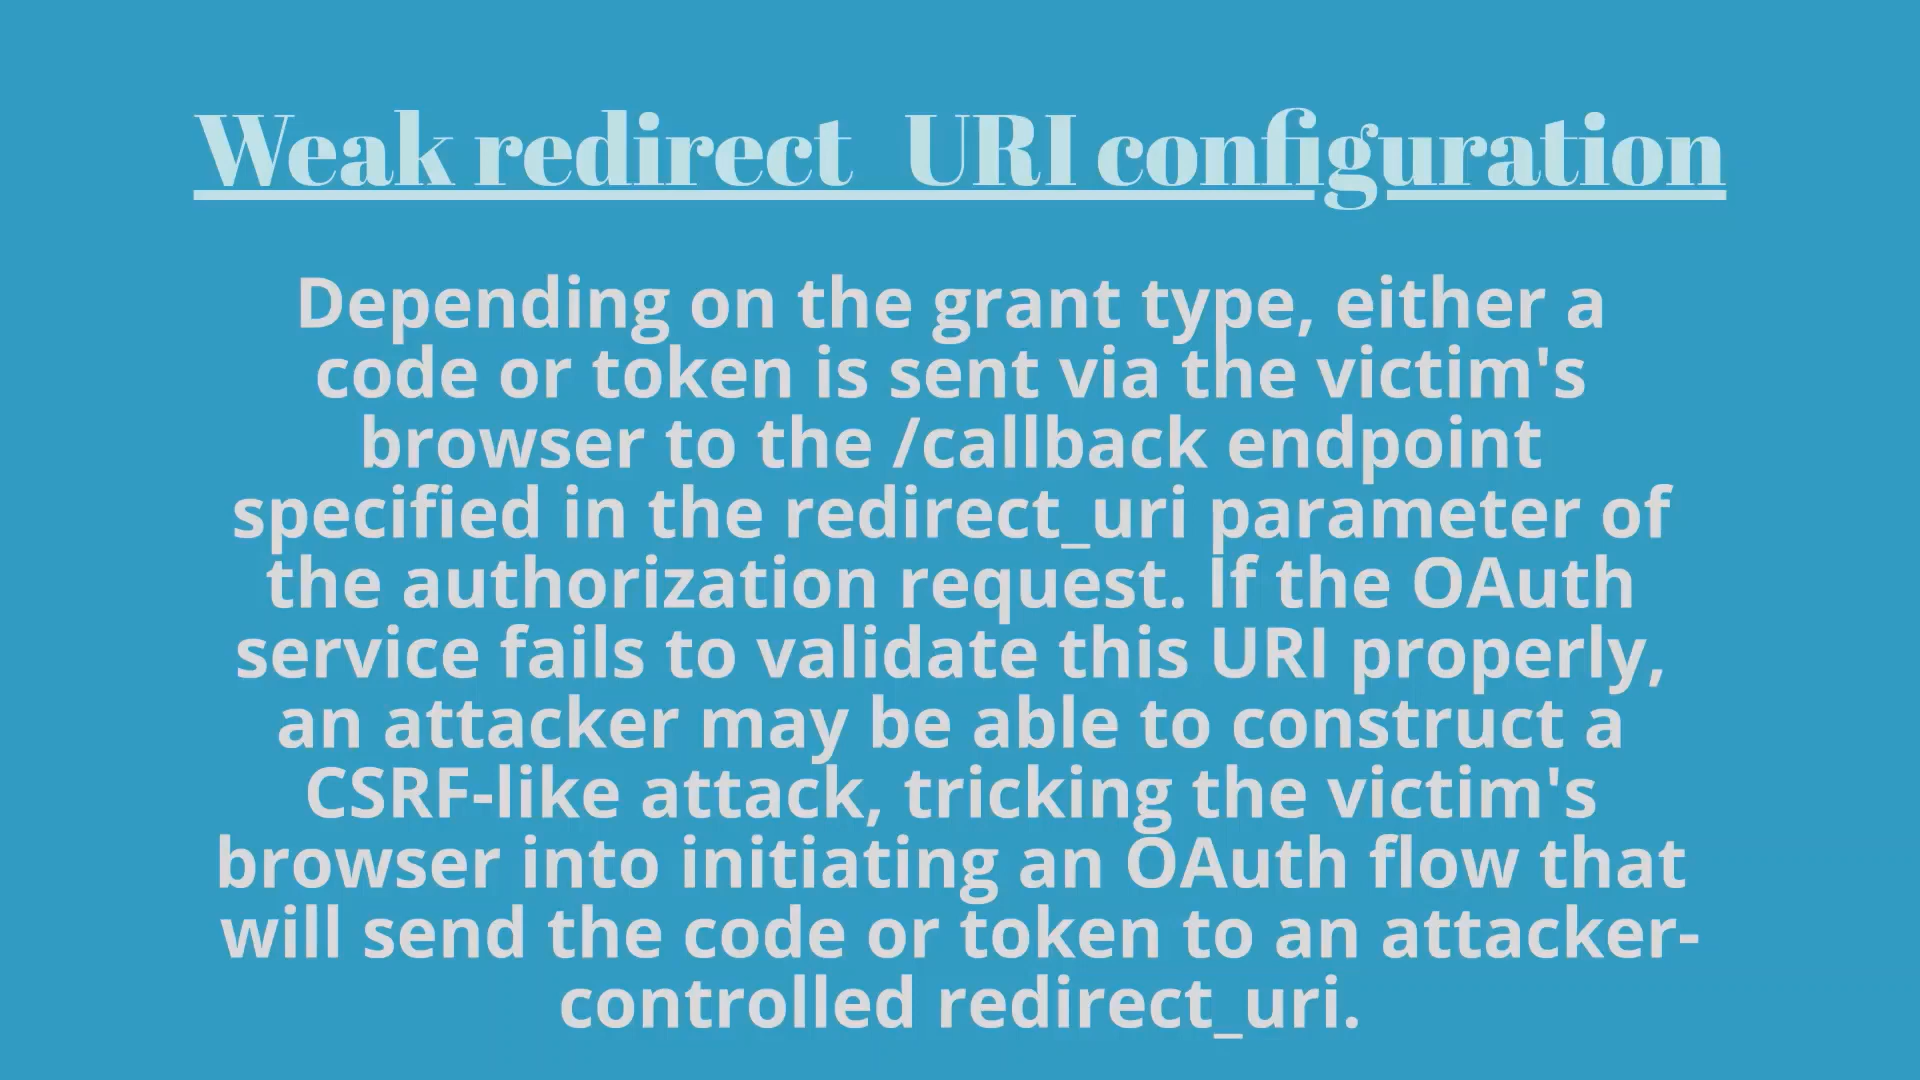 Weak redirect URI configuration
Depending on the grant type, either a
code or token is sent via the victim's
browser to the /callback endpoint
specified in the redirect_uri parameter of
the authorization request. If the OAuth
service fails to validate this URI properly,
an attacker may be able to construct a
CSRF-like attack, tricking the victim's
browser into initiating an OAuth flow that
will send the code or token to an attacker-
controlled redirect_uri.